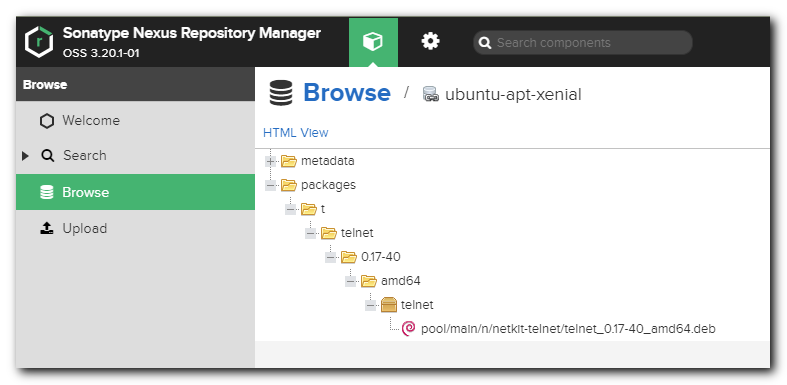 Sonatype Nexus Repository Manager
OSS 3.20.1-01
Search components
Browse
Welcome
Search
Browse
Upload
Browse / ubuntu-apt-xenial
HTML View
metadata
packages
t
telnet
0.17-40
amd64
telnet
pool/main/n/netkit-telnet/telnet_0.17-40_amd64.deb